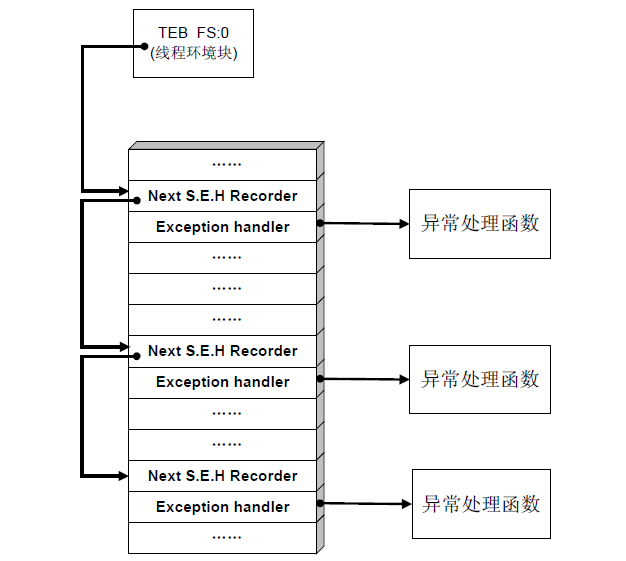 TEB FS:0
(线程环境块)
……
Next S.E.H Recorder
Exception handler
异常处理函数
……
……
……
Next S.E.H Recorder
Exception handler
异常处理函数
……
……
Next S.E.H Recorder
Exception handler
异常处理函数
……